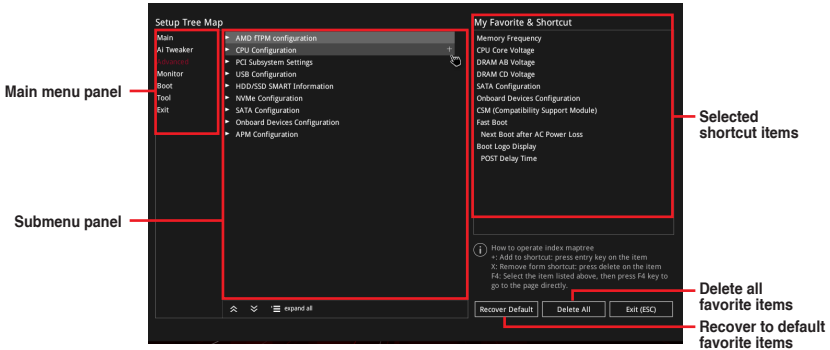 Setup Tree Map
Main
Ai Tweaker
Advanced
Monitor
Boot
Tool
Exit
AMD fTPM configuration
CPU Configuration +
PCI Subsystem Settings
USB Configuration
HDD/SSD SMART Information
NVMe Configuration
SATA Configuration
Onboard Devices Configuration
APM Configuration
expand all
My Favorite & Shortcut
Memory Frequency
CPU Core Voltage
DRAM AB Voltage
DRAM CD Voltage
SATA Configuration
Onboard Devices Configuration
CSM (Compatibility Support Module)
Fast Boot
Next Boot after AC Power Loss
Boot Logo Display
POST Delay Time
i
How to operate index maptree
+: Add to shortcut: press entry key on the item
X: Remove form shortcut: press delete on the item
F4: Select the item listed above, then press F4 key to
go to the page directly.
Recover Default
Delete All
Exit (ESC)
Main menu panel
Submenu panel
Selected
shortcut items
Delete all
favorite items
Recover to default
favorite items